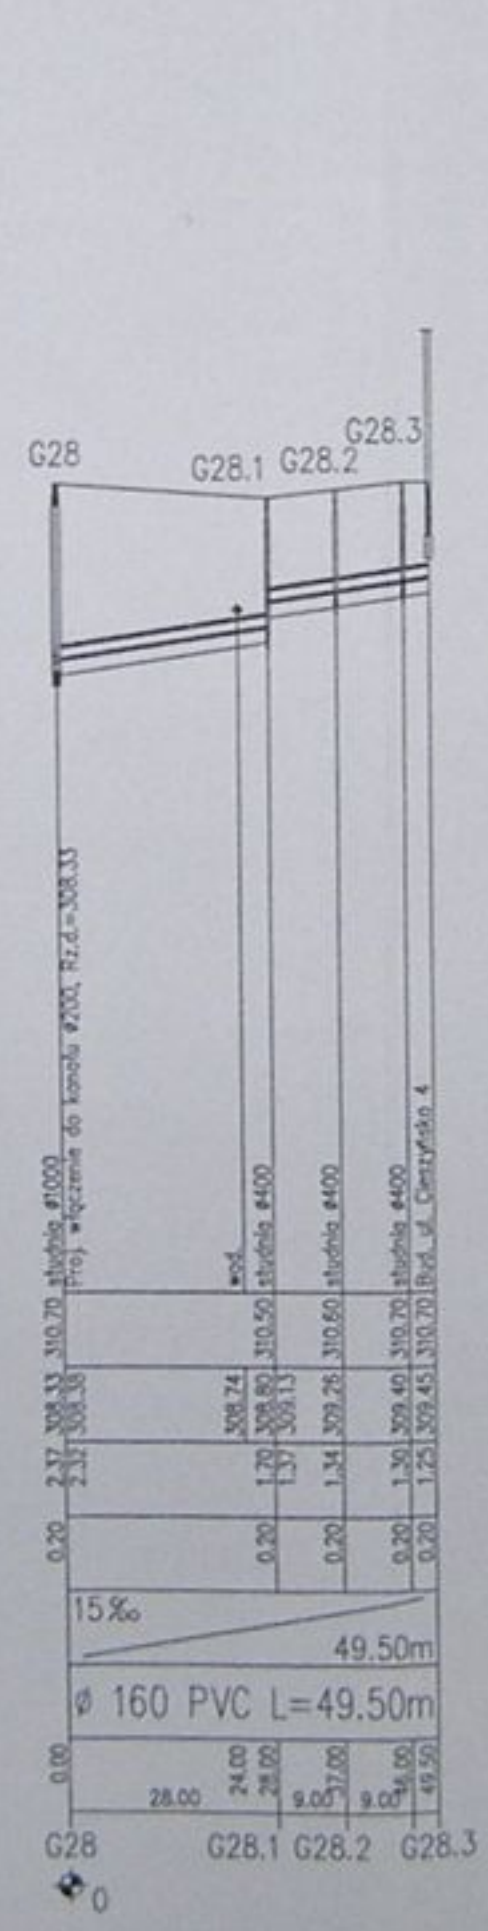 G28
G28.1
G28.2
G28.3
studnia ø1000
Proj. włączenie do kanału ø200, Rz.d.=308.33
wod.
studnia ø400
studnia ø400
studnia ø400
Bud. ul. Cieszyńska 4
310.70
310.50
310.60
310.70
310.70
308.33
308.38
308.74
308.80
309.13
309.26
309.40
309.45
2.37
2.32
1.70
1.37
1.34
1.30
1.25
0.20
0.20
0.20
0.20
0.20
15‰
49.50m
ø 160 PVC L=49.50m
0.00
24.00
28.00
37.00
46.00
49.50
28.00
9.00
9.00
G28
G28.1
G28.2
G28.3
0